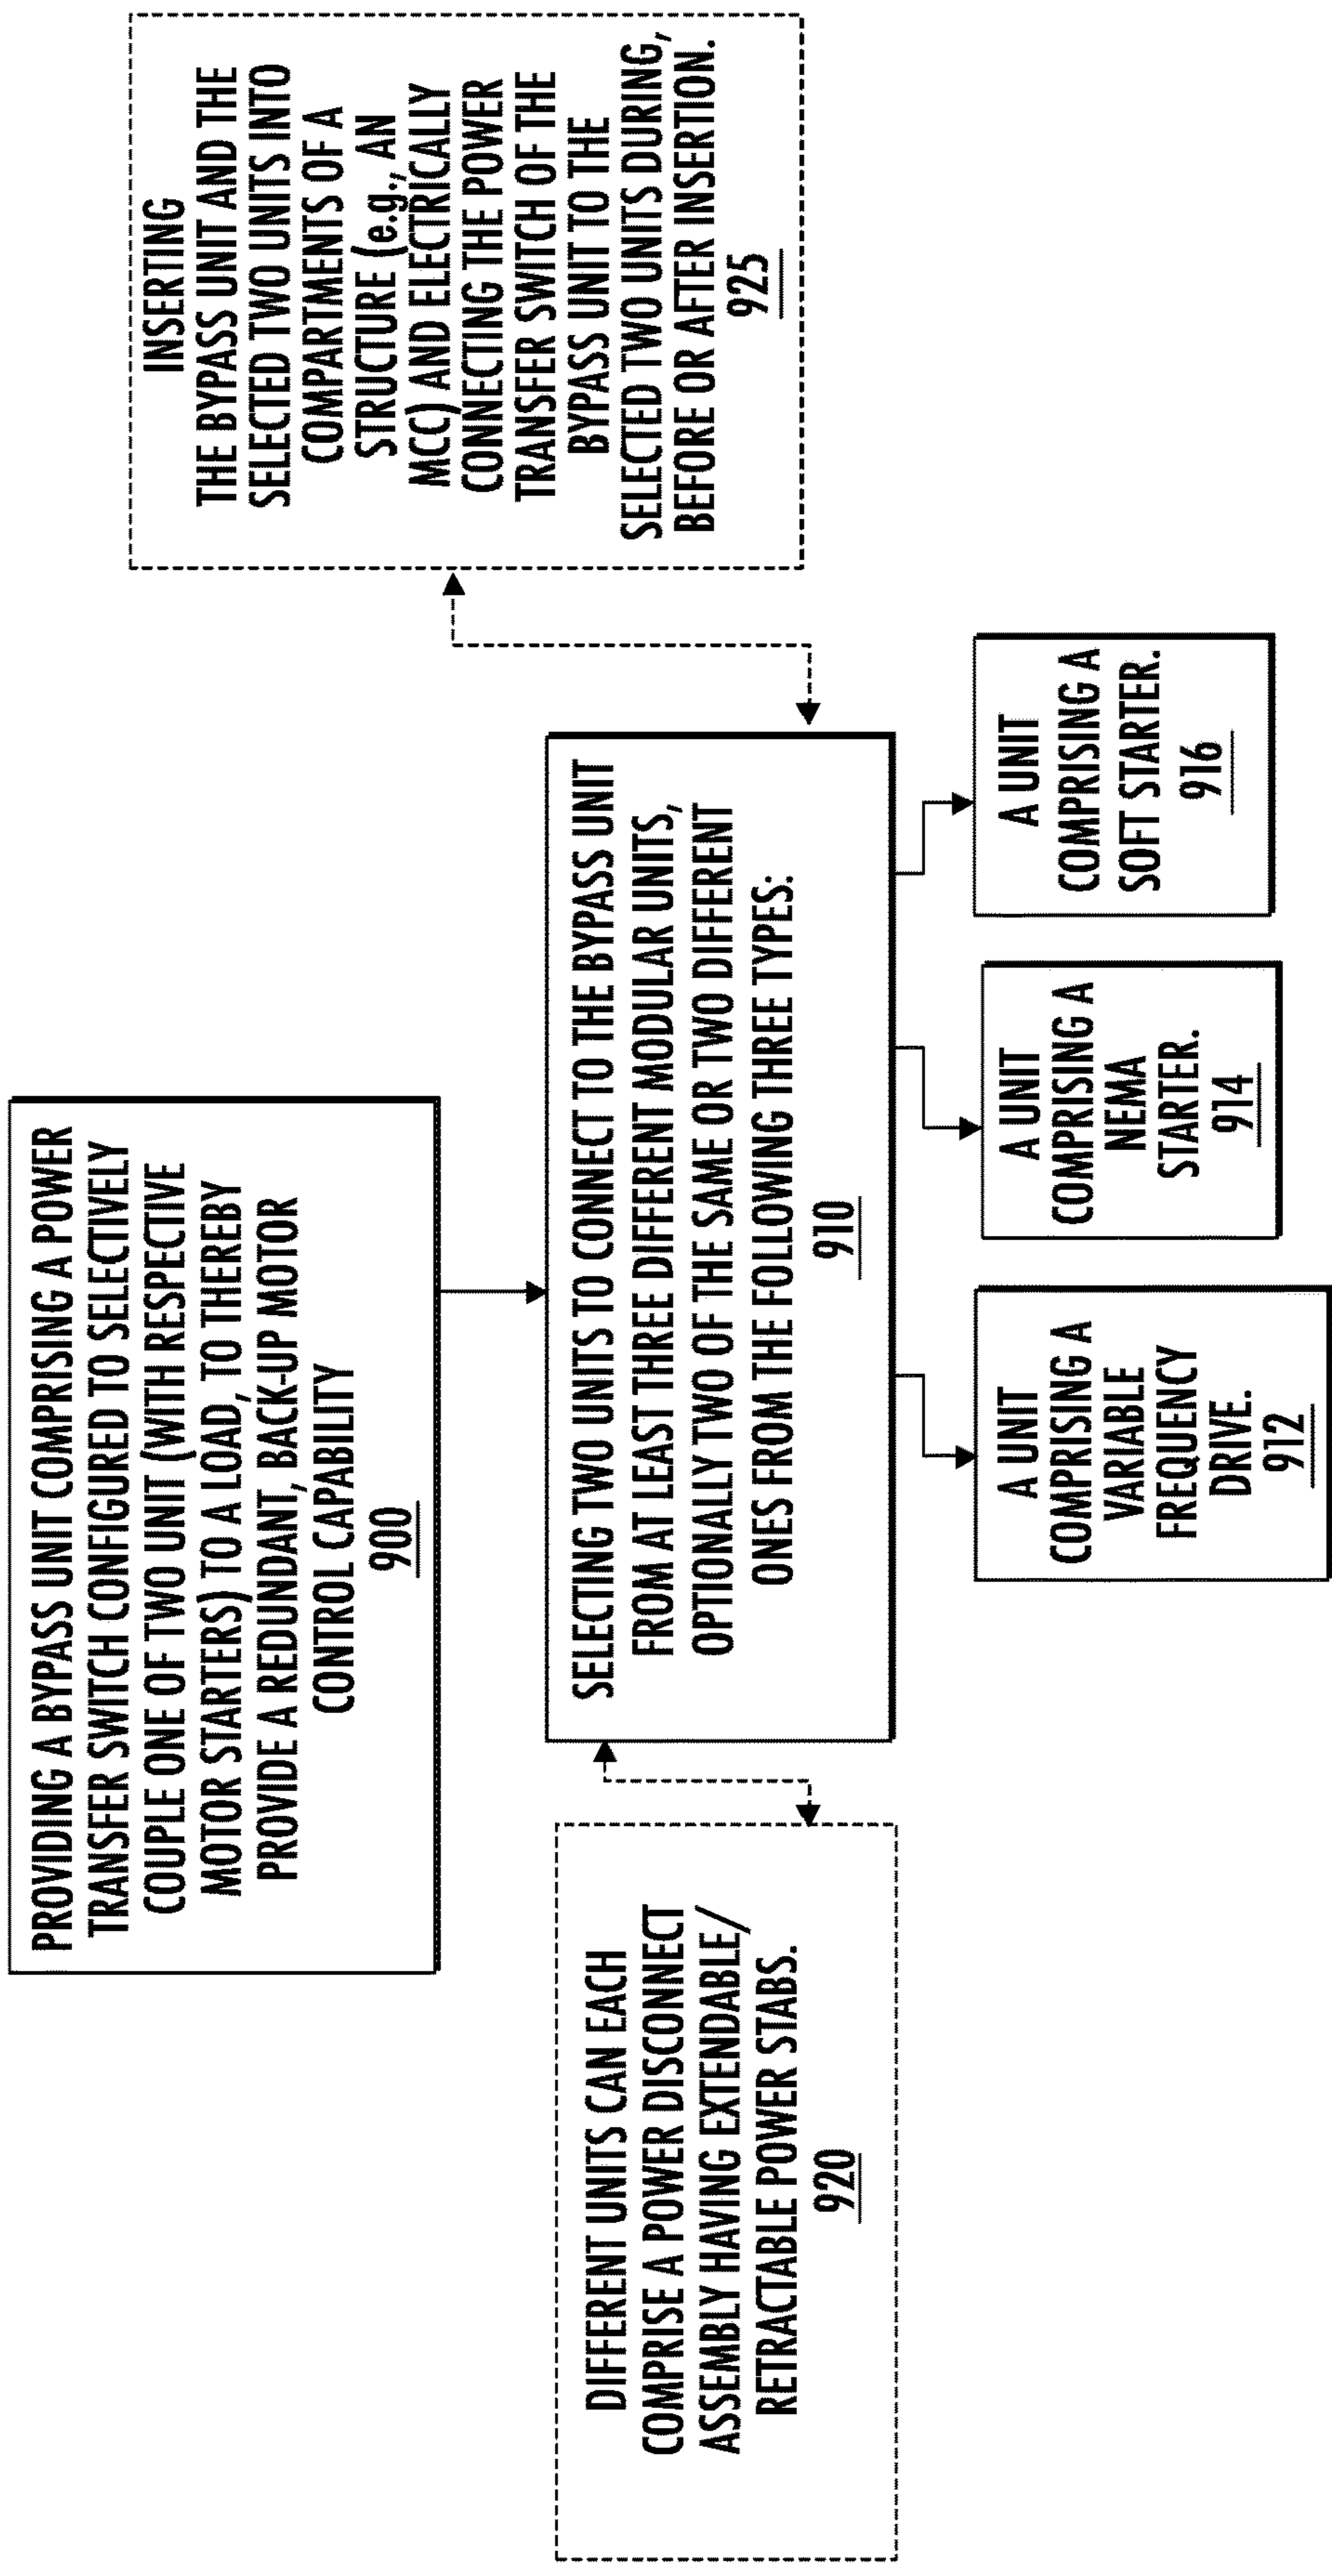 PROVIDING A BYPASS UNIT COMPRISING A POWER
TRANSFER SWITCH CONFIGURED TO SELECTIVELY
COUPLE ONE OF TWO UNIT (WITH RESPECTIVE
MOTOR STARTERS) TO A LOAD, TO THEREBY
PROVIDE A REDUNDANT, BACK-UP MOTOR
CONTROL CAPABILITY
900
SELECTING TWO UNITS TO CONNECT TO THE BYPASS UNIT
FROM AT LEAST THREE DIFFERENT MODULAR UNITS,
OPTIONALLY TWO OF THE SAME OR TWO DIFFERENT
ONES FROM THE FOLLOWING THREE TYPES:
910
DIFFERENT UNITS CAN EACH
COMPRISE A POWER DISCONNECT
ASSEMBLY HAVING EXTENDABLE/
RETRACTABLE POWER STABS.
920
INSERTING
THE BYPASS UNIT AND THE
SELECTED TWO UNITS INTO
COMPARTMENTS OF A
STRUCTURE (e.g., AN
MCC) AND ELECTRICALLY
CONNECTING THE POWER
TRANSFER SWITCH OF THE
BYPASS UNIT TO THE
SELECTED TWO UNITS DURING,
BEFORE OR AFTER INSERTION.
925
A UNIT
COMPRISING A
VARIABLE
FREQUENCY
DRIVE.
912
A UNIT
COMPRISING A
NEMA
STARTER.
914
A UNIT
COMPRISING A
SOFT STARTER.
916